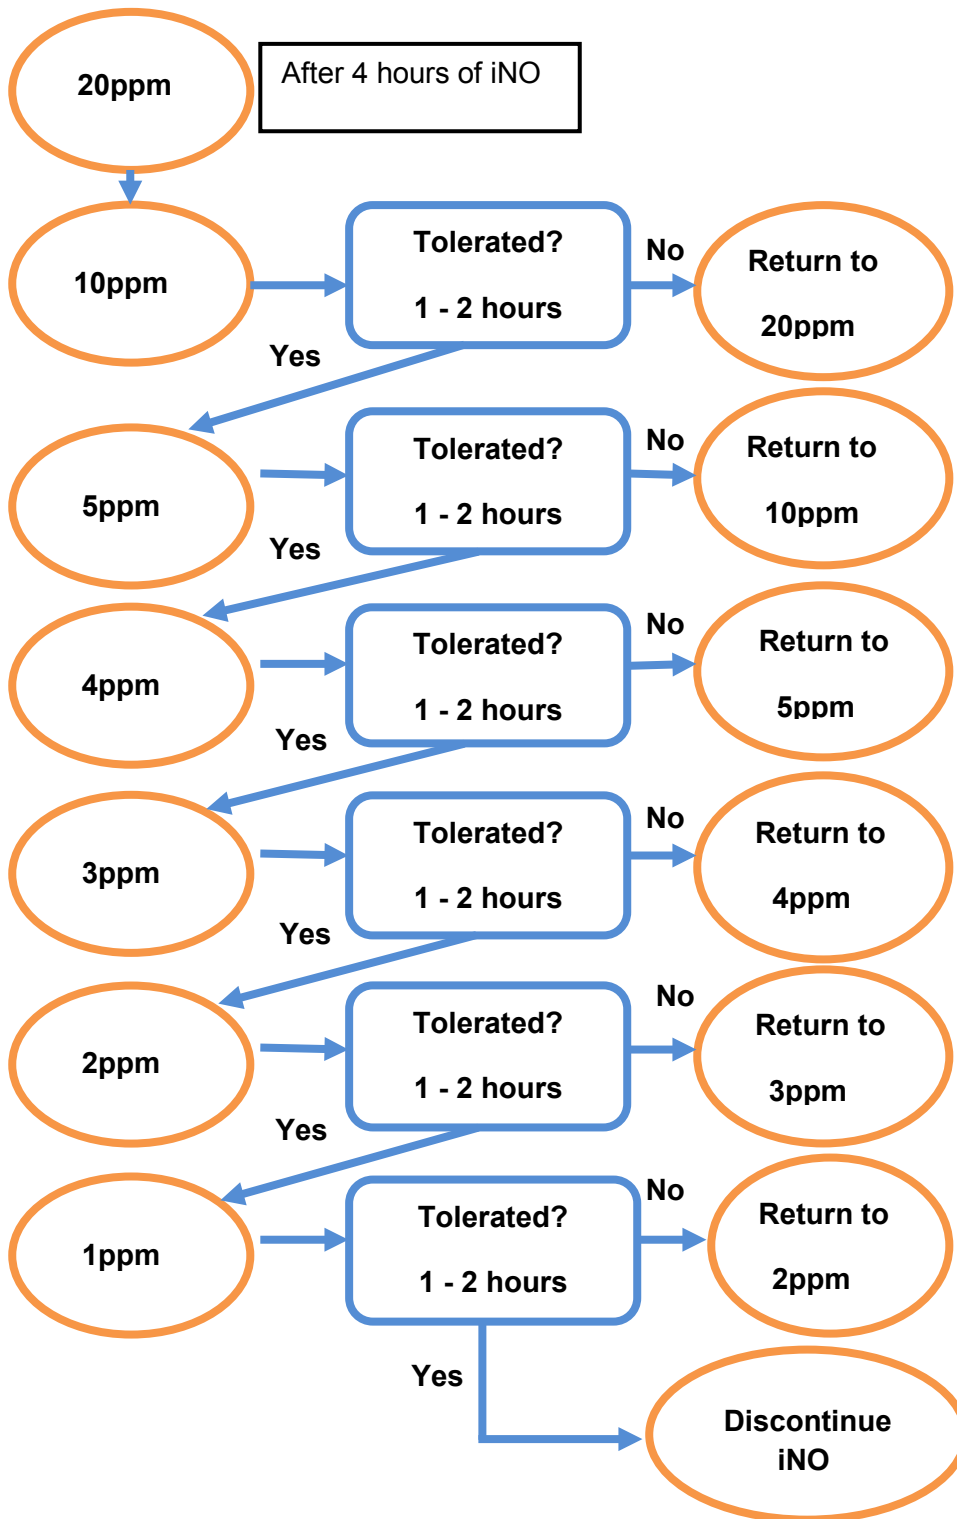 20ppm
After 4 hours of iNO
10ppm
Tolerated?
1 - 2 hours
No
Return to
20ppm
Yes
5ppm
Tolerated?
1 - 2 hours
No
Return to
10ppm
Yes
4ppm
Tolerated?
1 - 2 hours
No
Return to
5ppm
Yes
3ppm
Tolerated?
1 - 2 hours
No
Return to
4ppm
Yes
2ppm
Tolerated?
1 - 2 hours
No
Return to
3ppm
Yes
1ppm
Tolerated?
1 - 2 hours
No
Return to
2ppm
Yes
Discontinue
iNO